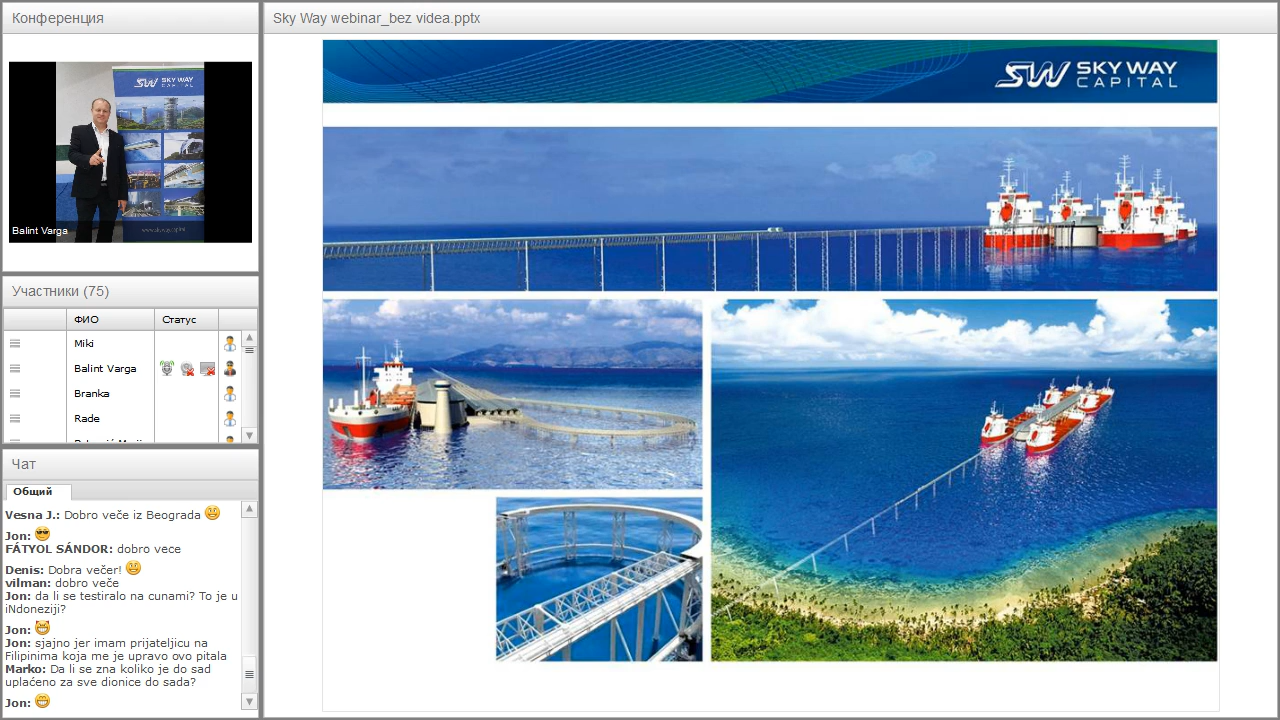 Конференция
SKY WAY
CAPITAL
Balint Varga
Участники (75)
ФИО
Статус
Miki
Balint Varga
Branka
Rade
Чат
Общий
Vesna J.: Dobro veče iz Beograda
Jon:
FÁTYOL SÁNDOR: dobro vece
Denis: Dobra večer!
vilman: dobro veče
Jon: da li se testiralo na cunami? To je u
iNdoneziji?
Jon:
Jon: sjajno jer imam prijateljicu na
Filipinima koja me je upravo ovo pitala
Marko: Da li se zna koliko je do sad
uplaćeno za sve dionice do sada?
Jon:
Sky Way webinar_bez videa.pptx
SW SKY WAY
CAPITAL